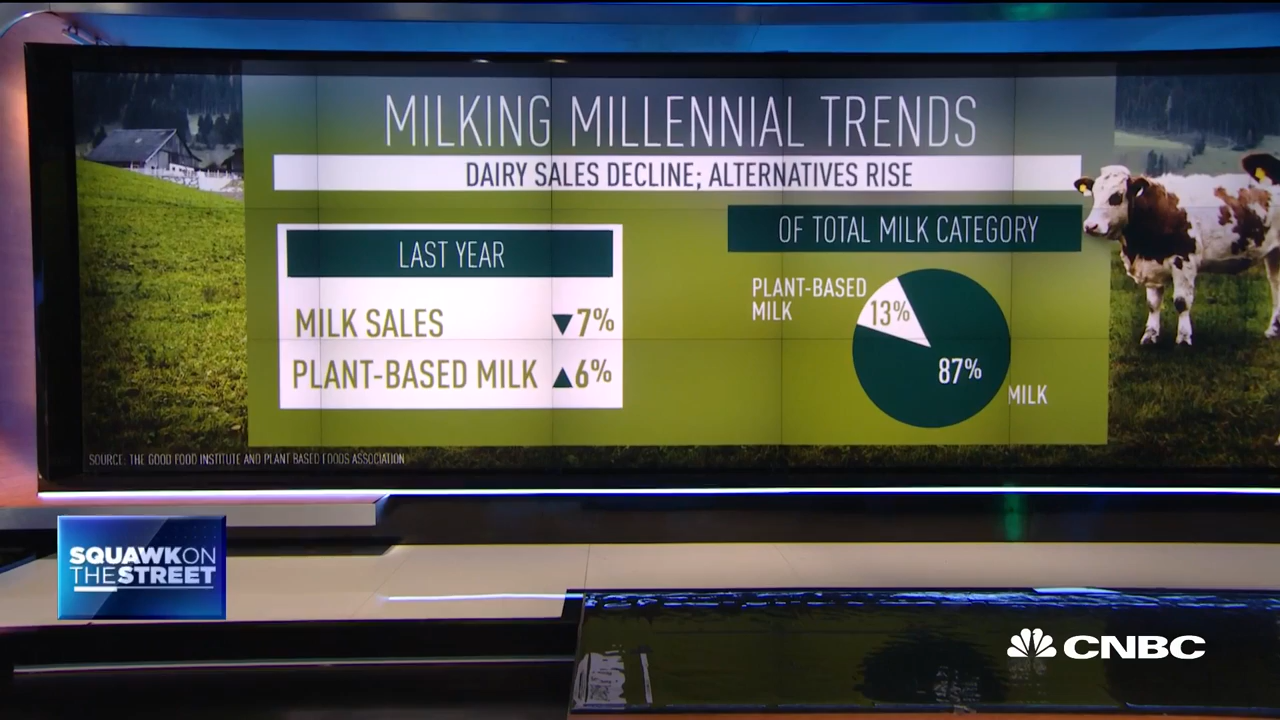 MILKING MILLENNIAL TRENDS
DAIRY SALES DECLINE; ALTERNATIVES RISE
LAST YEAR
MILK SALES ▼7%
PLANT-BASED MILK ▲6%
OF TOTAL MILK CATEGORY
PLANT-BASED
MILK
13%
87%
MILK
SOURCE: THE GOOD FOOD INSTITUTE AND PLANT BASED FOODS ASSOCIATION
SQUAWK ON
THE STREET
CNBC